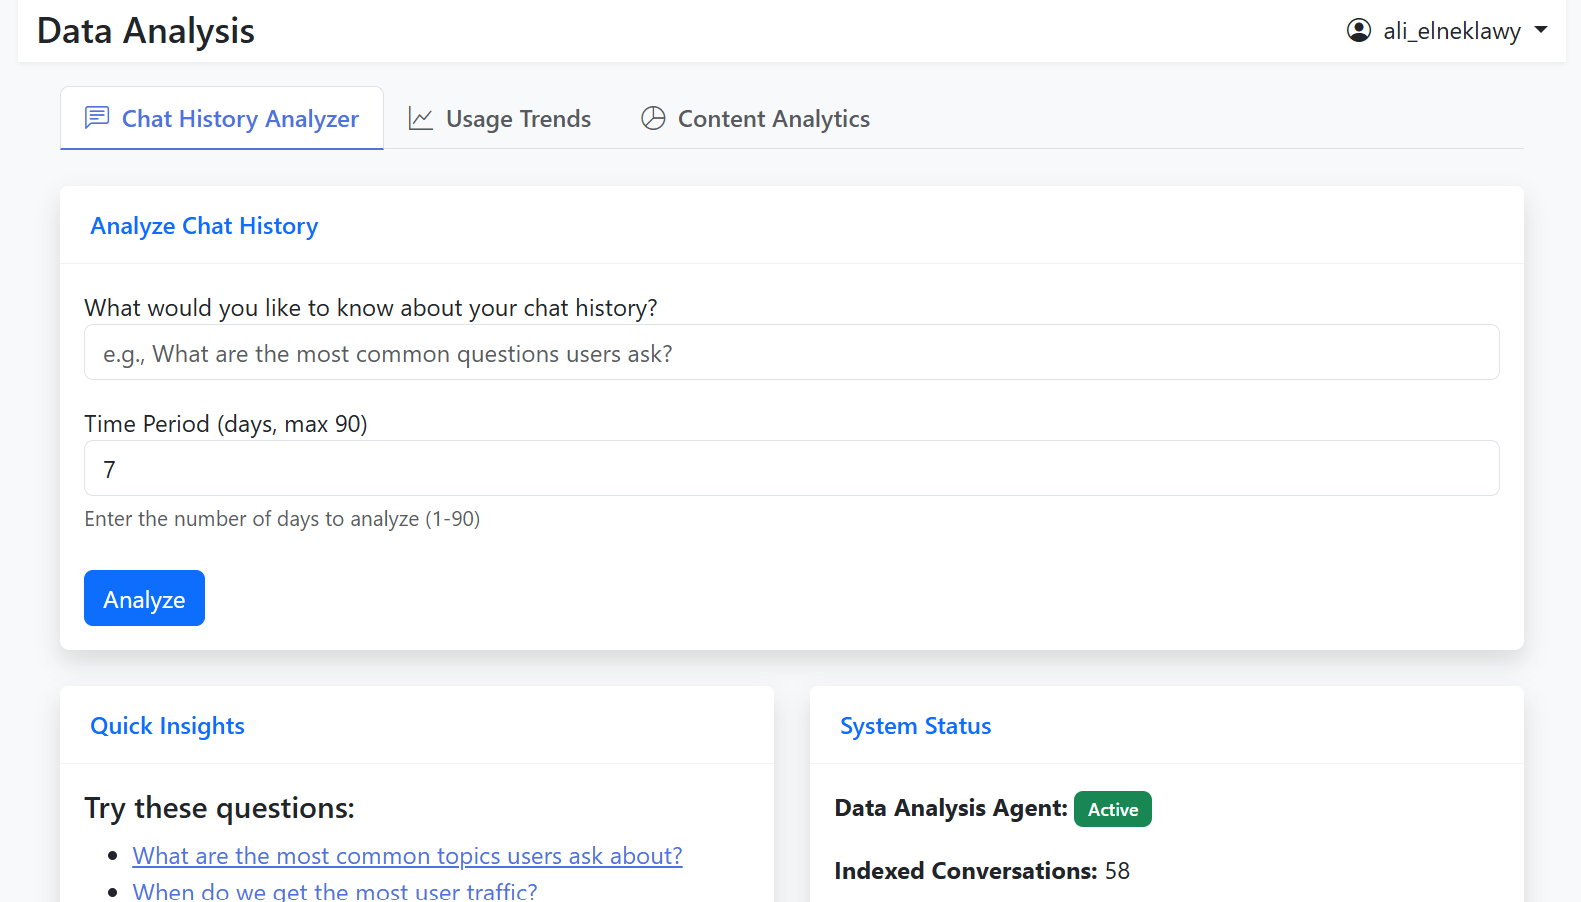 Data Analysis
ali_elneklawy
Chat History Analyzer
Usage Trends
Content Analytics
Analyze Chat History
What would you like to know about your chat history?
e.g., What are the most common questions users ask?
Time Period (days, max 90)
7
Enter the number of days to analyze (1-90)
Analyze
Quick Insights
Try these questions:
What are the most common topics users ask about?
When do we get the most user traffic?
System Status
Data Analysis Agent: Active
Indexed Conversations: 58